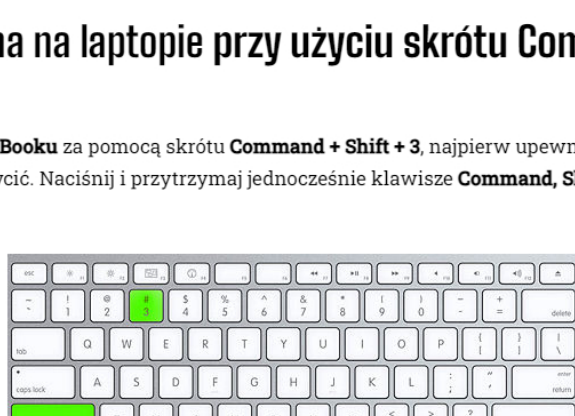 na na laptopie przy użyciu skrótu Com
Booku za pomocą skrótu Command + Shift + 3, najpierw upewn
ycić. Naciśnij i przytrzymaj jednocześnie klawisze Command, S
esc
~ ! @ # $ % ^ & * ( ) - +
` 1 2 3 4 5 6 7 8 9 0 - = delete
tab Q W E R T Y U I O P { [ } ] | \
caps lock A S D F G H J K L : ; " ' enter return
< > ?